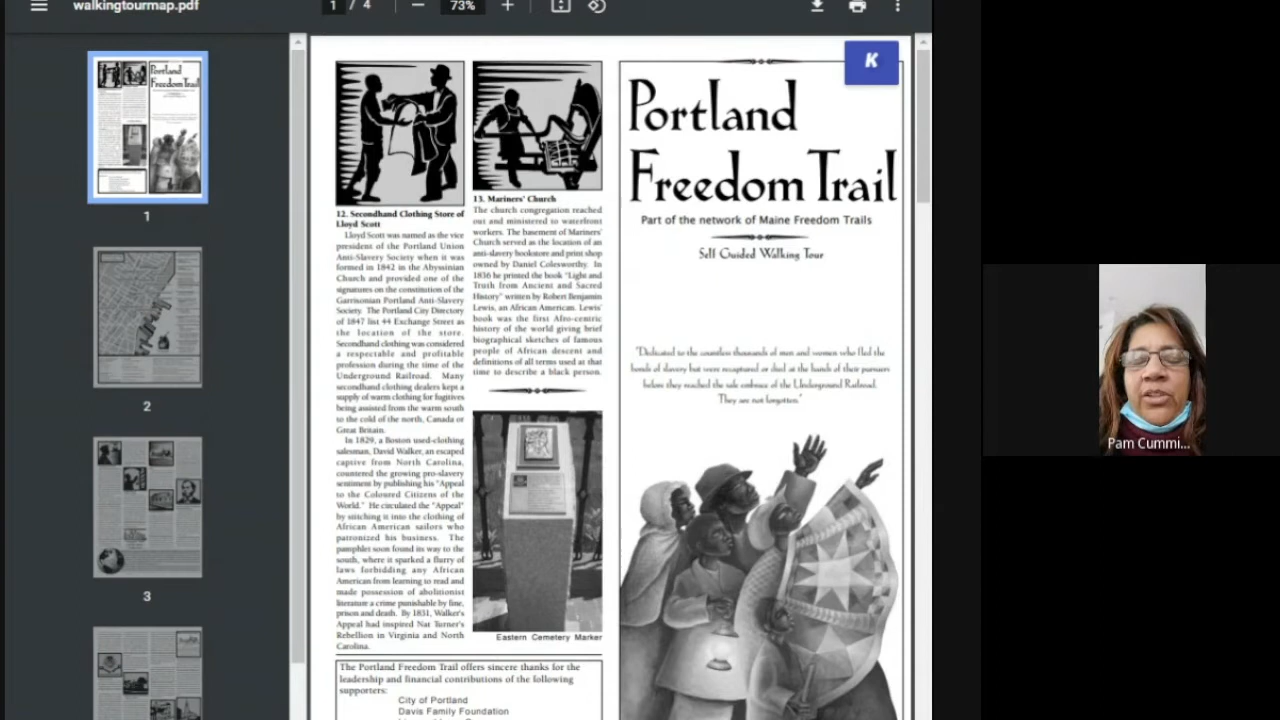 walkingtourmap.pdf
1 / 4
73%
1
2
3
12. Secondhand Clothing Store of
Lloyd Scott
Lloyd Scott was named as the vice
president of the Portland Union
Anti-Slavery Society when it was
formed in 1842 in the Abyssinian
Church and provided one of the
signatures on the constitution of the
Garrisonian Portland Anti-Slavery
Society. The Portland City Directory
of 1847 list 44 Exchange Street as
the location of the store.
Secondhand clothing was considered
a respectable and profitable
profession during the time of the
Underground Railroad. Many
secondhand clothing dealers kept a
supply of warm clothing for fugitives
being assisted from the warm south
to the cold of the north, Canada or
Great Britain.
In 1829, a Boston used-clothing
salesman, David Walker, an escaped
captive from North Carolina,
countered the growing pro-slavery
sentiment by publishing his "Appeal
to the Coloured Citizens of the
World." He circulated the "Appeal"
by stitching it into the clothing of
African American sailors who
patronized his business. The
pamphlet soon found its way to the
south, where it sparked a flurry of
laws forbidding any African
American from learning to read and
made possession of abolitionist
literature a crime punishable by fine,
prison and death. By 1831, Walker's
Appeal had inspired Nat Turner's
Rebellion in Virginia and North
Carolina.
13. Mariners' Church
The church congregation reached
out and ministered to waterfront
workers. The basement of Mariners'
Church served as the location of an
anti-slavery bookstore and print shop
owned by Daniel Colesworthy. In
1836 he printed the book "Light and
Truth from Ancient and Sacred
History" written by Robert Benjamin
Lewis, an African American. Lewis'
book was the first Afro-centric
history of the world giving brief
biographical sketches of famous
people of African descent and
definitions of all terms used at that
time to describe a black person.
Eastern Cemetery Marker
The Portland Freedom Trail offers sincere thanks for the
leadership and financial contributions of the following
supporters:
City of Portland
Davis Family Foundation
K
Portland
Freedom Trail
Part of the network of Maine Freedom Trails
Self Guided Walking Tour
"Dedicated to the countless thousands of men and women who fled the
bonds of slavery but were recaptured or died at the hands of their pursuers
before they reached the safe embrace of the Underground Railroad.
They are not forgotten."
Pam Cummi...